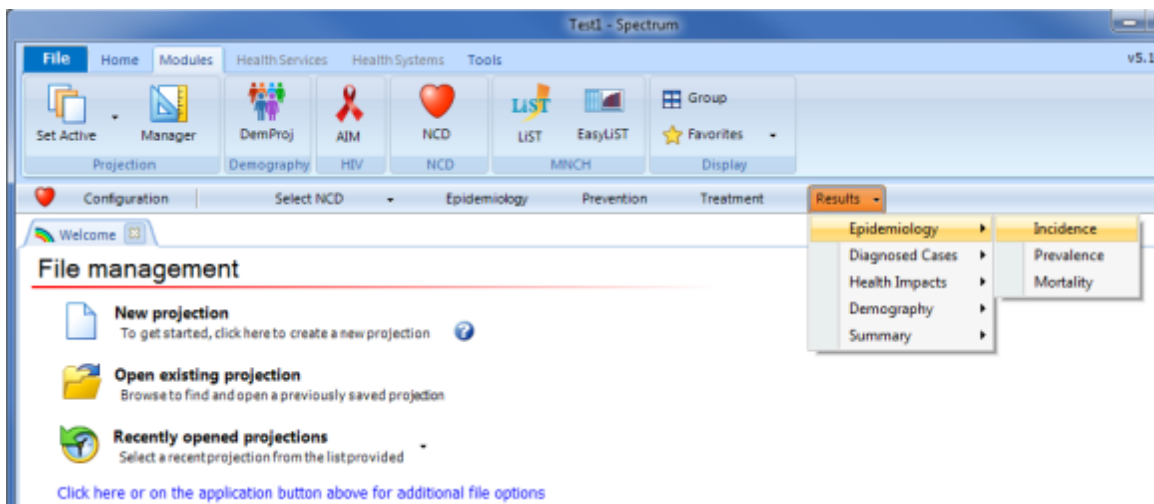 Test1 - Spectrum
File Home Modules Health Services Health Systems Tools v5.1
Set Active Manager DemProj AIM NCD LiST LiST EasyLiST Group
Favorites
Projection Demography HIV NCD MNCH Display
Configuration Select NCD Epidemiology Prevention Treatment Results
Welcome
Epidemiology Incidence
Diagnosed Cases Prevalence
Health Impacts Mortality
Demography
Summary
File management
New projection
To get started, click here to create a new projection
Open existing projection
Browse to find and open a previously saved projection
Recently opened projections
Select a recent projection from the list provided
Click here or on the application button above for additional file options